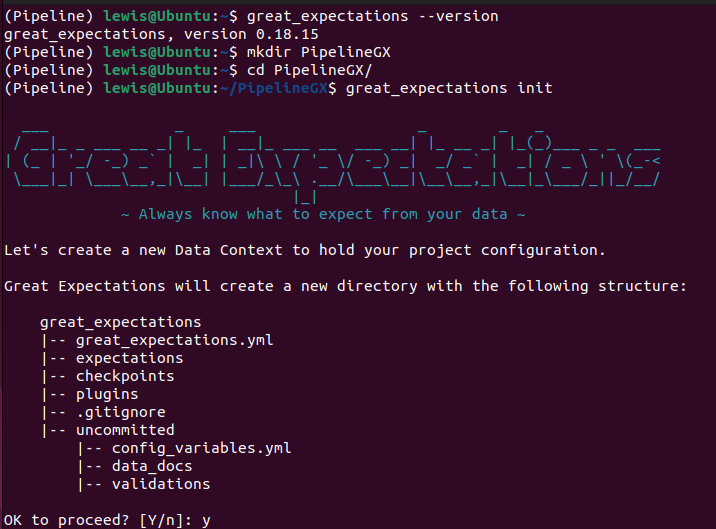 (Pipeline) lewis@Ubuntu:~$ great_expectations --version
great_expectations, version 0.18.15
(Pipeline) lewis@Ubuntu:~$ mkdir PipelineGX
(Pipeline) lewis@Ubuntu:~$ cd PipelineGX/
(Pipeline) lewis@Ubuntu:~/PipelineGX$ great_expectations init
Great Expectations
~ Always know what to expect from your data ~
Let's create a new Data Context to hold your project configuration.
Great Expectations will create a new directory with the following structure:
great_expectations
|-- great_expectations.yml
|-- expectations
|-- checkpoints
|-- plugins
|-- .gitignore
|-- uncommitted
|-- config_variables.yml
|-- data_docs
|-- validations
OK to proceed? [Y/n]: y